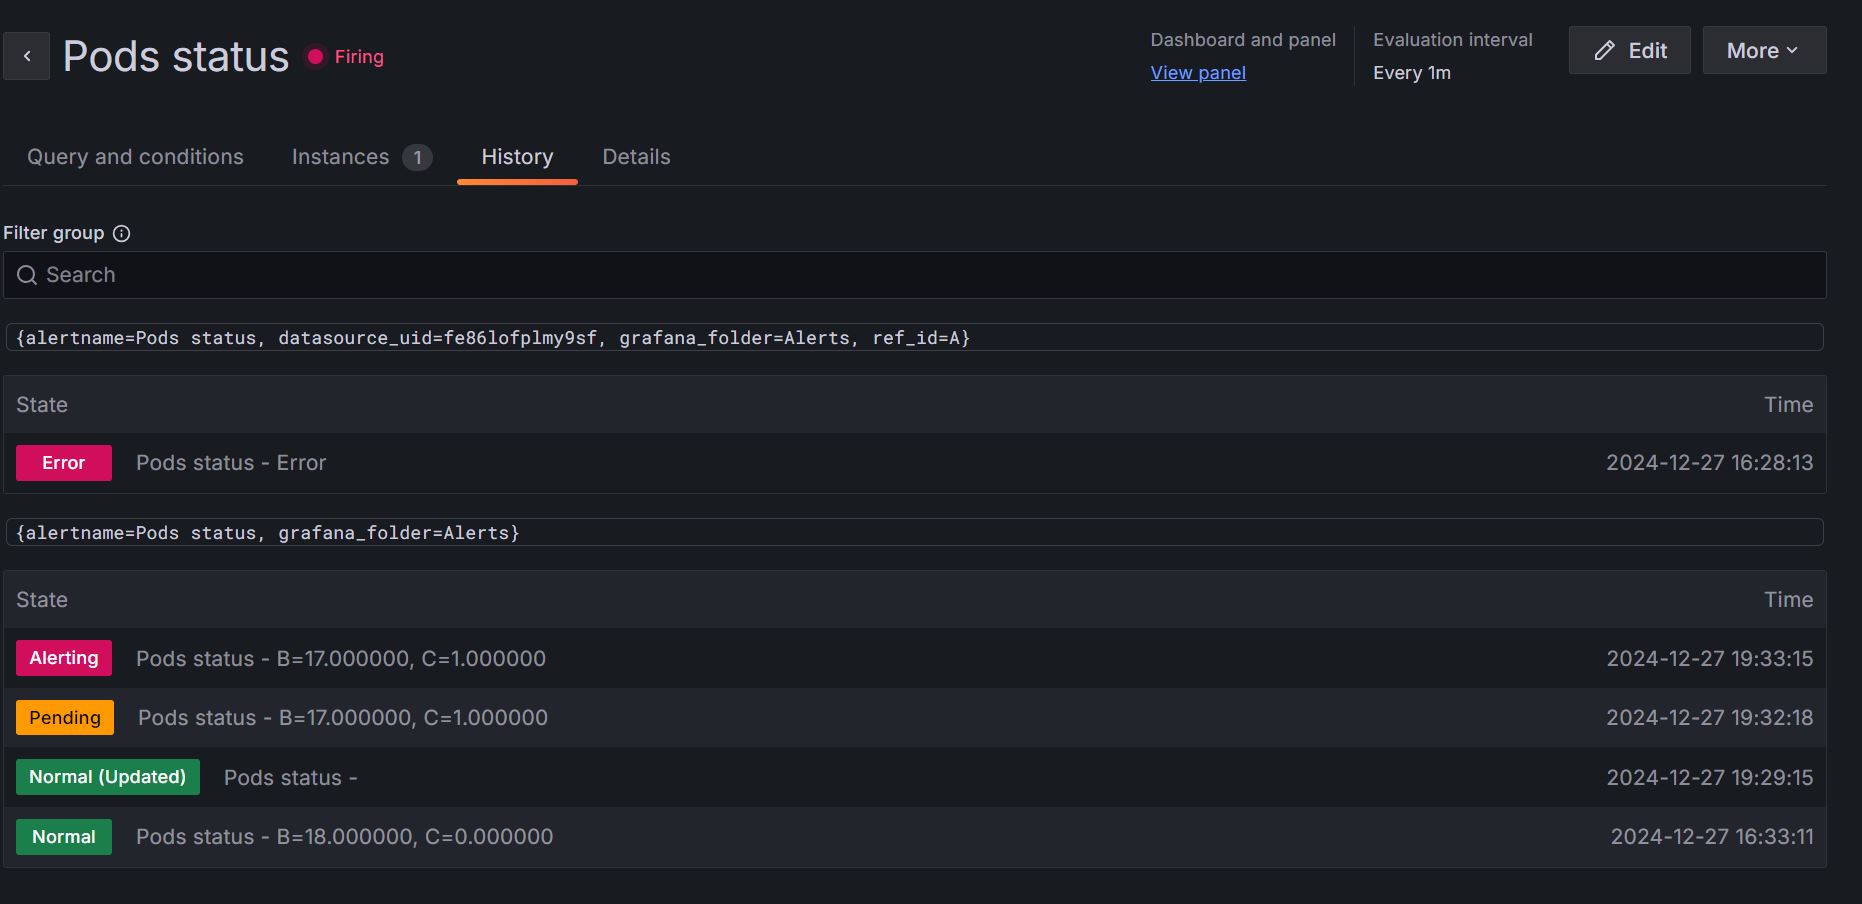 Pods status Firing
Dashboard and panel
View panel
Evaluation interval
Every 1m
Edit
More
Query and conditions Instances 1 History Details
Filter group
Search
{alertname=Pods status, datasource_uid=fe86lofplmy9sf, grafana_folder=Alerts, ref_id=A}
State Time
Error Pods status - Error 2024-12-27 16:28:13
{alertname=Pods status, grafana_folder=Alerts}
State Time
Alerting Pods status - B=17.000000, C=1.000000 2024-12-27 19:33:15
Pending Pods status - B=17.000000, C=1.000000 2024-12-27 19:32:18
Normal (Updated) Pods status - 2024-12-27 19:29:15
Normal Pods status - B=18.000000, C=0.000000 2024-12-27 16:33:11